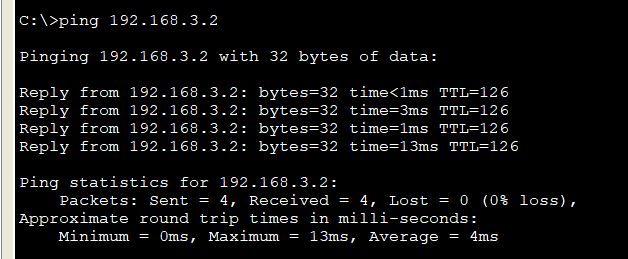 C:\>ping 192.168.3.2
Pinging 192.168.3.2 with 32 bytes of data:
Reply from 192.168.3.2: bytes=32 time<1ms TTL=126
Reply from 192.168.3.2: bytes=32 time=3ms TTL=126
Reply from 192.168.3.2: bytes=32 time=1ms TTL=126
Reply from 192.168.3.2: bytes=32 time=13ms TTL=126
Ping statistics for 192.168.3.2:
Packets: Sent = 4, Received = 4, Lost = 0 (0% loss),
Approximate round trip times in milli-seconds:
Minimum = 0ms, Maximum = 13ms, Average = 4ms